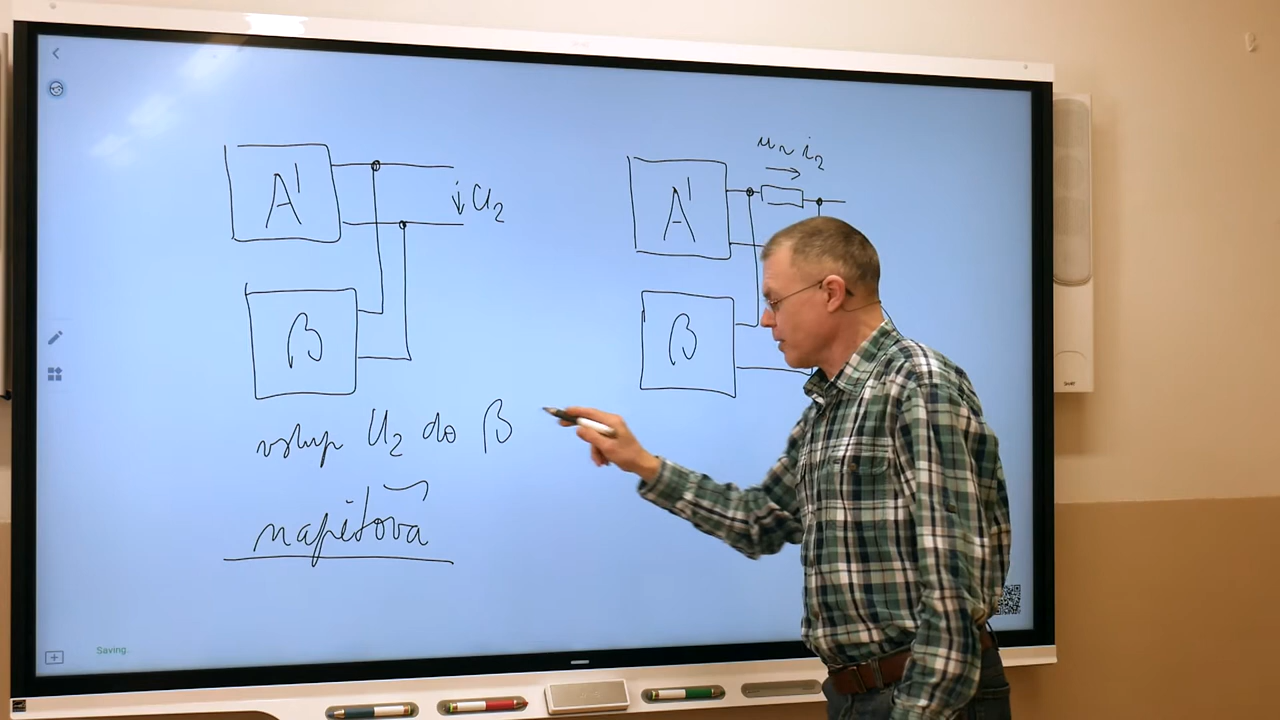 A'
↓ U₂
β
vstup U₂ do β
napěťová
A'
u ~ i₂
β
Saving.